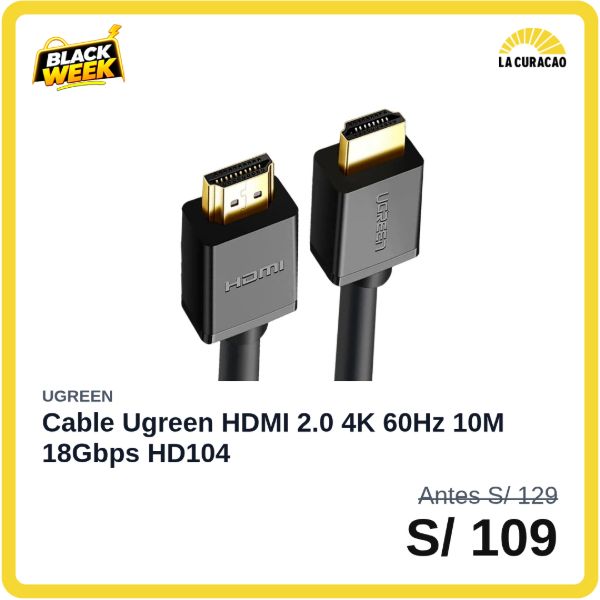 BLACK
WEEK
LA CURACAO
HDMI
UGREEN
UGREEN
Cable Ugreen HDMI 2.0 4K 60Hz 10M
18Gbps HD104
Antes S/ 129
S/ 109